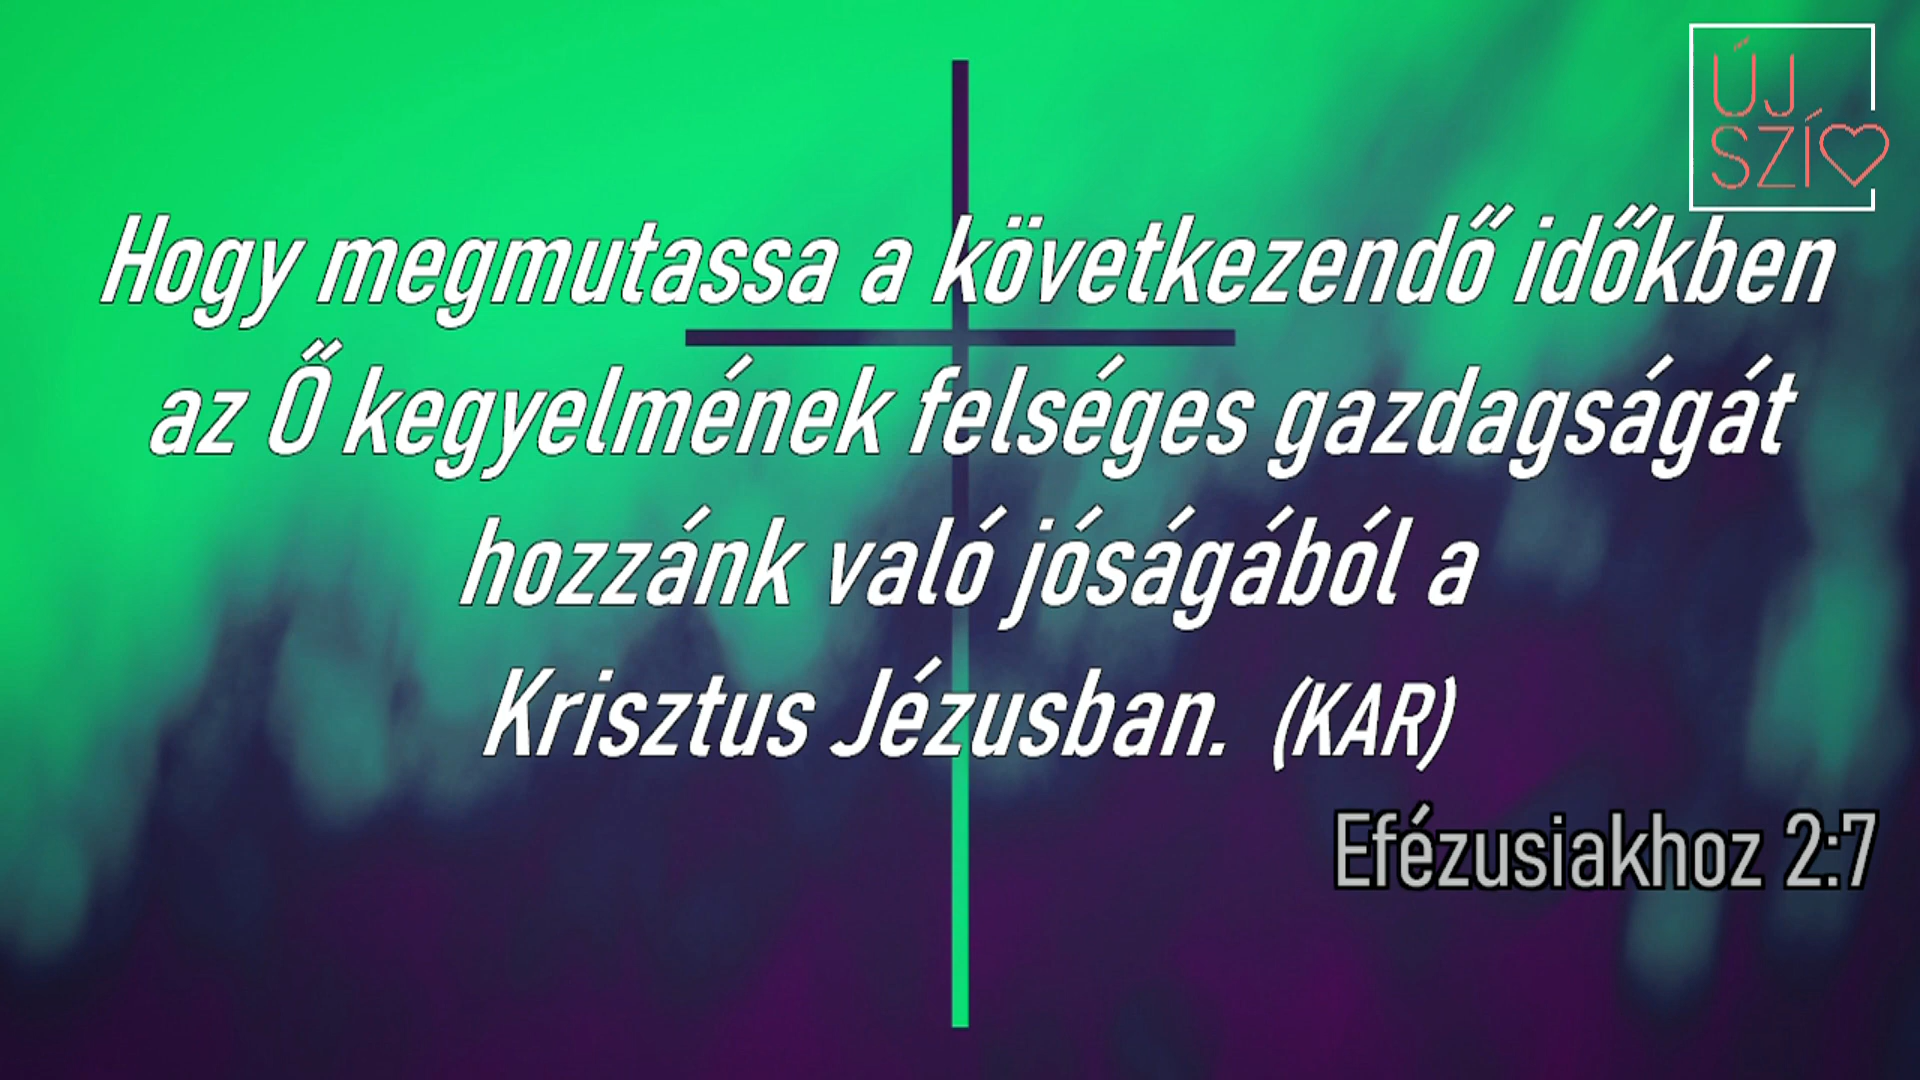 ÚJ
SZÍ
Hogy megmutassa a következendő időkben
az Ő kegyelmének felséges gazdagságát
hozzánk való jóságából a
Krisztus Jézusban. (KAR)
Efézusiakhoz 2:7